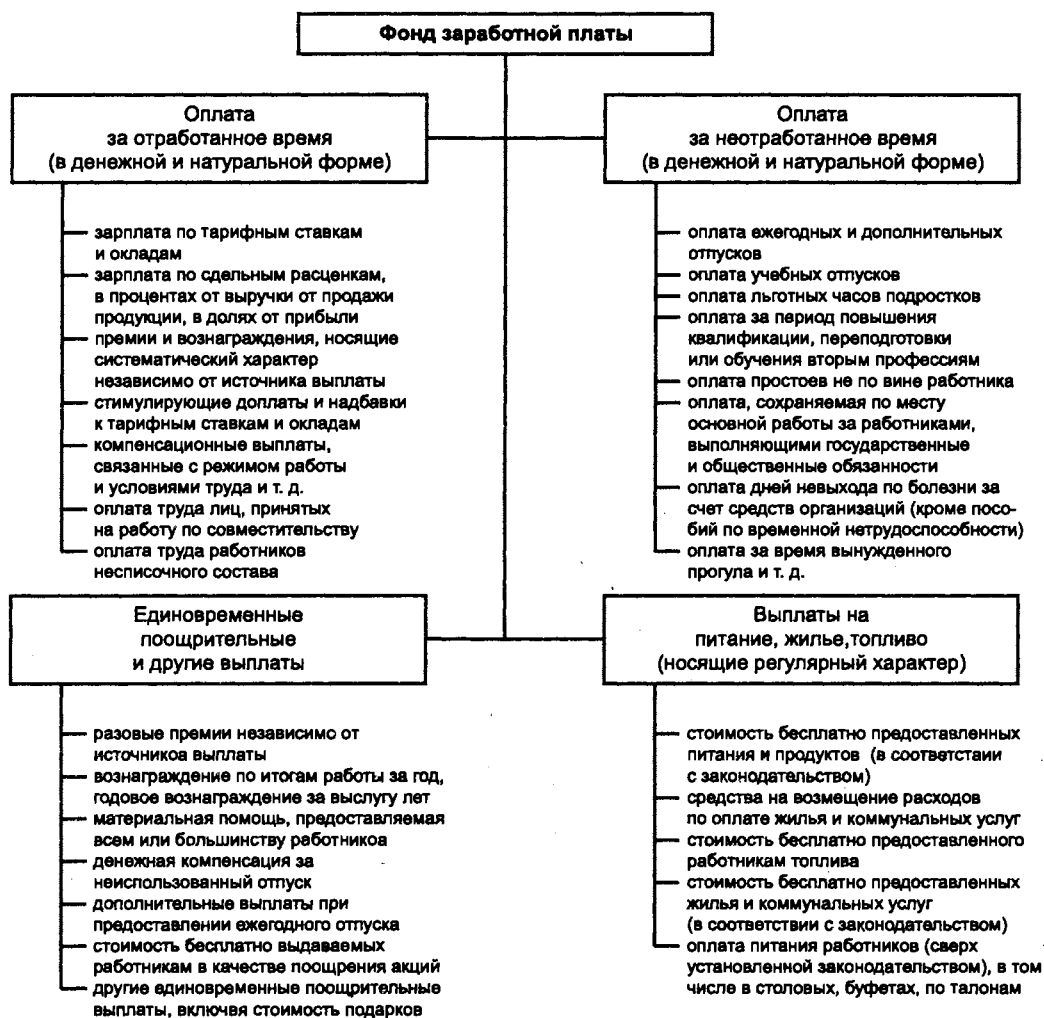 Фонд заработной платы
Оплата
за отработанное время
(в денежной и натуральной форме)
зарплата по тарифным ставкам
и окладам
зарплата по сдельным расценкам,
в процентах от выручки от продажи
продукции, в долях от прибыли
премии и вознаграждения, носящие
систематический характер
независимо от источника выплаты
стимулирующие доплаты и надбавки
к тарифным ставкам и окладам
компенсационные выплаты,
связанные с режимом работы
и условиями труда и т. д.
оплата труда лиц, принятых
на работу по совместительству
оплата труда работников
несписочного состава
Оплата
за неотработанное время
(в денежной и натуральной форме)
оплата ежегодных и дополнительных
отпусков
оплата учебных отпусков
оплата льготных часов подростков
оплата за период повышения
квалификации, переподготовки
или обучения вторым профессиям
оплата простоев не по вине работника
оплата, сохраняемая по месту
основной работы за работниками,
выполняющими государственные
и общественные обязанности
оплата дней невыхода по болезни за
счет средств организаций (кроме посо-
бий по временной нетрудоспособности)
оплата за время вынужденного
прогула и т. д.
Единовременные
поощрительные
и другие выплаты
разовые премии независимо от
источникоа выплаты
вознаграждение по итогам работы за год,
годовое вознаграждение за выслугу лет
материальная помощь, предоставляемая
всем или большинству работников
денежная компенсация за
неиспользованный отпуск
дополнительные выплаты при
предоставлении ежегодного отпуска
стоимость бесплатно выдаваемых
работникам в качестве поощрения акций
другие единовременные поощрительные
выплаты, включвя стоимость подарков
Выплаты на
питание, жилье,топливо
(носящие регулярный характер)
стоимость бесплатно предоставленных
питания и продуктов (в соответстаии
с законодательством)
средства на возмещение расходов
по оплате жилья и коммунальных услуг
стоимость бесплатно предоставленного
работникам топлива
стоимость бесплатно предоставленных
жилья и коммунальных услуг
(в соответствии с законодательством)
оплата питания работников (сверх
установленной законодательством), в том
числе в столовых, буфетах, по талонам